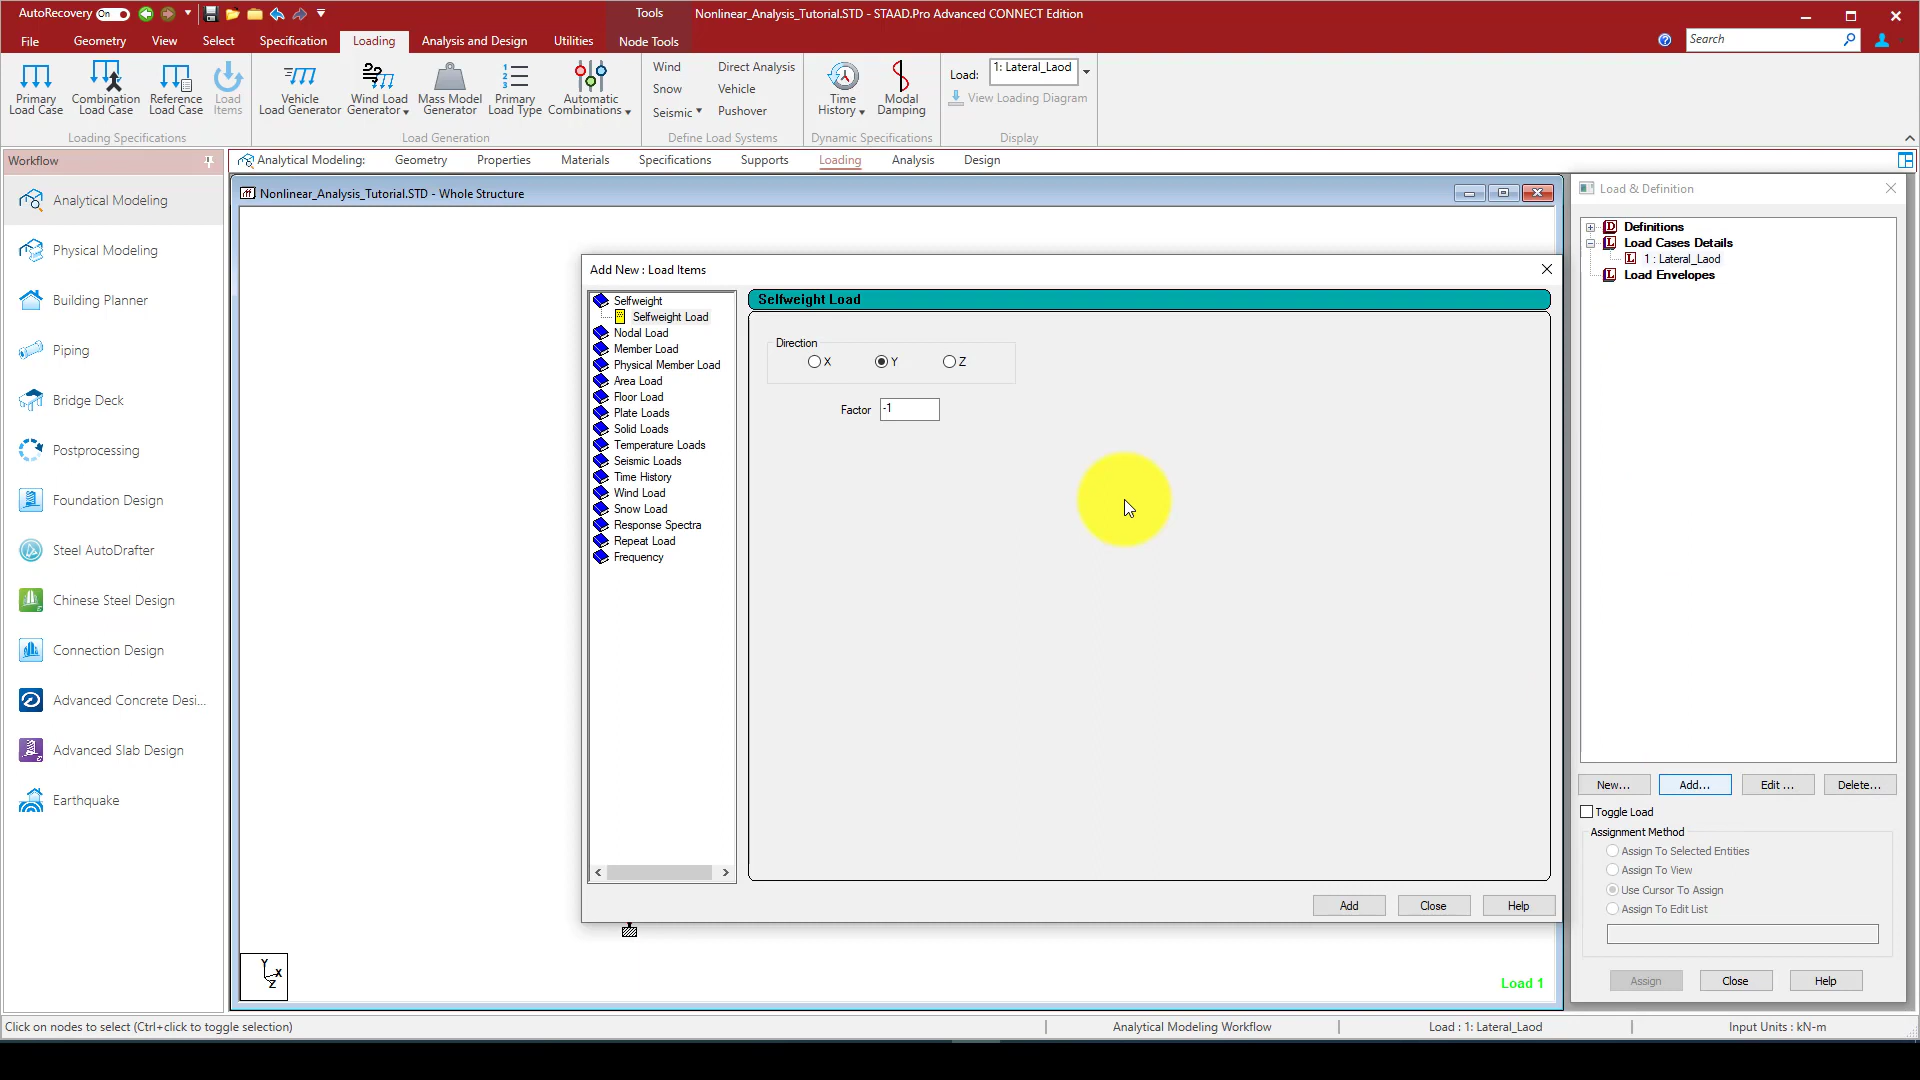 AutoRecovery On
Tools
Nonlinear_Analysis_Tutorial.STD - STAAD.Pro Advanced CONNECT Edition
File
Geometry
View
Select
Specification
Loading
Analysis and Design
Utilities
Node Tools
Search
Primary Load Case
Combination Load Case
Reference Load Case
Load Items
Loading Specifications
Vehicle Load Generator
Wind Load Generator
Mass Model Generator
Primary Load Type
Automatic Combinations
Load Generation
Wind
Snow
Seismic
Direct Analysis
Vehicle
Pushover
Define Load Systems
Time History
Modal Damping
Dynamic Specifications
Load: 1: Lateral_Laod
View Loading Diagram
Display
Workflow
Analytical Modeling
Physical Modeling
Building Planner
Piping
Bridge Deck
Postprocessing
Foundation Design
Steel AutoDrafter
Chinese Steel Design
Connection Design
Advanced Concrete Desi...
Advanced Slab Design
Earthquake
Analytical Modeling:
Geometry
Properties
Materials
Specifications
Supports
Loading
Analysis
Design
Nonlinear_Analysis_Tutorial.STD - Whole Structure
Add New : Load Items
Selfweight
Selfweight Load
Nodal Load
Member Load
Physical Member Load
Area Load
Floor Load
Plate Loads
Solid Loads
Temperature Loads
Seismic Loads
Time History
Wind Load
Snow Load
Response Spectra
Repeat Load
Frequency
Selfweight Load
Direction
X
Y
Z
Factor -1
Add
Close
Help
Y
X
Z
Load 1
Load & Definition
D Definitions
L Load Cases Details
L 1 : Lateral_Laod
L Load Envelopes
New...
Add...
Edit ...
Delete...
Toggle Load
Assignment Method
Assign To Selected Entities
Assign To View
Use Cursor To Assign
Assign To Edit List
Assign
Close
Help
Click on nodes to select (Ctrl+click to toggle selection)
Analytical Modeling Workflow
Load : 1: Lateral_Laod
Input Units : kN-m